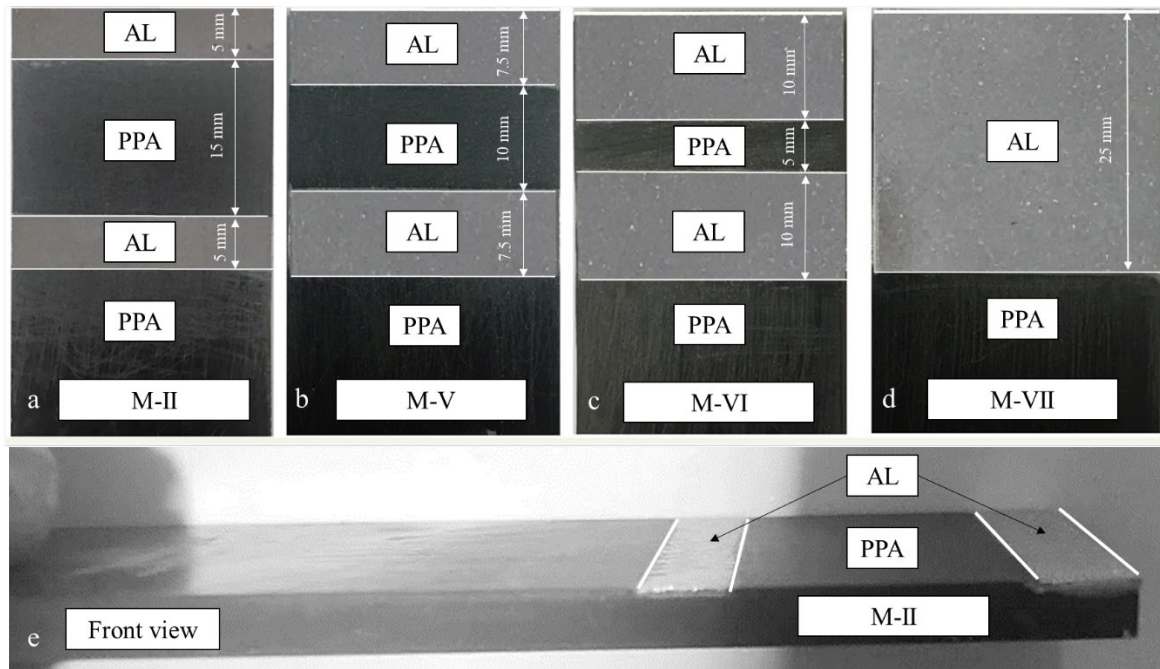 AL
5 mm
PPA
15 mm
AL
5 mm
PPA
a
M-II
AL
7.5 mm
PPA
10 mm
AL
7.5 mm
PPA
b
M-V
AL
10 mm
PPA
5 mm
AL
10 mm
PPA
c
M-VI
AL
25 mm
PPA
d
M-VII
AL
PPA
e
Front view
M-II